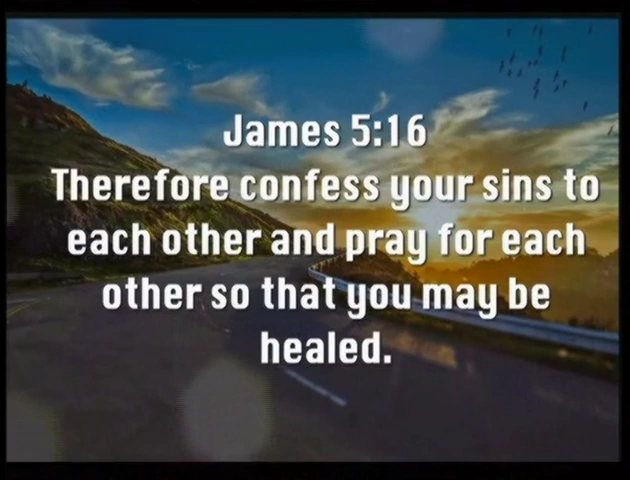 James 5:16
Therefore confess your sins to
each other and pray for each
other so that you may be
healed.